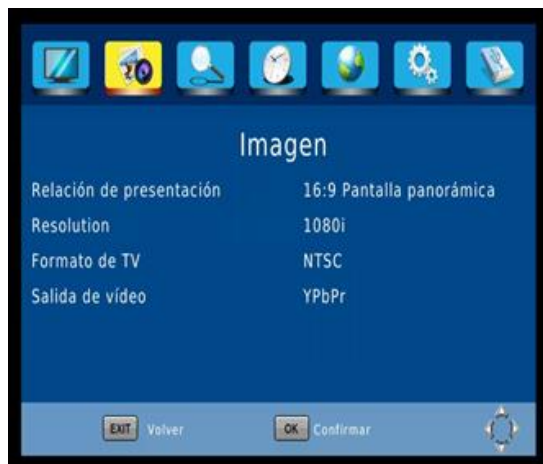 Imagen
Relación de presentación 16:9 Pantalla panorámica
Resolution 1080i
Formato de TV NTSC
Salida de vídeo YPbPr
EXIT Volver OK Confirmar